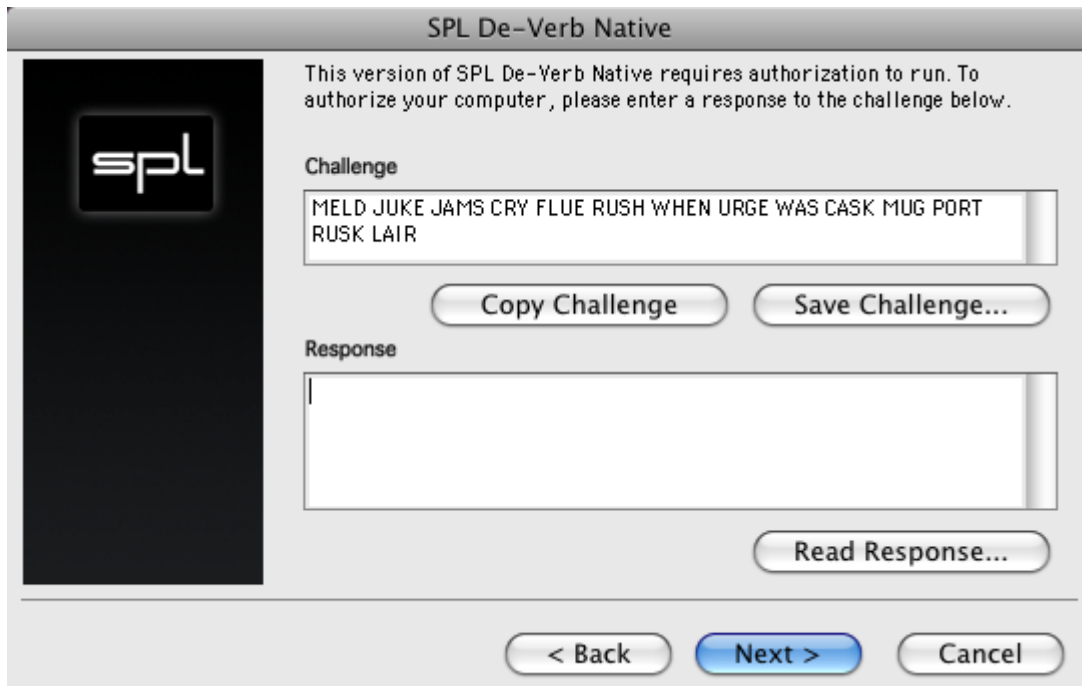 SPL De-Verb Native
spl
This version of SPL De-Verb Native requires authorization to run. To
authorize your computer, please enter a response to the challenge below.
Challenge
MELD JUKE JAMS CRY FLUE RUSH WHEN URGE WAS CASK MUG PORT
RUSK LAIR
Copy Challenge
Save Challenge...
Response
Read Response...
< Back
Next >
Cancel